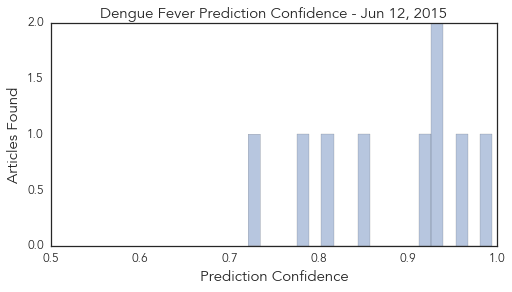 Dengue Fever Prediction Confidence - Jun 12, 2015
2.0
1.5
1.0
0.5
0.0
Articles Found
0.5 0.6 0.7 0.8 0.9 1.0
Prediction Confidence